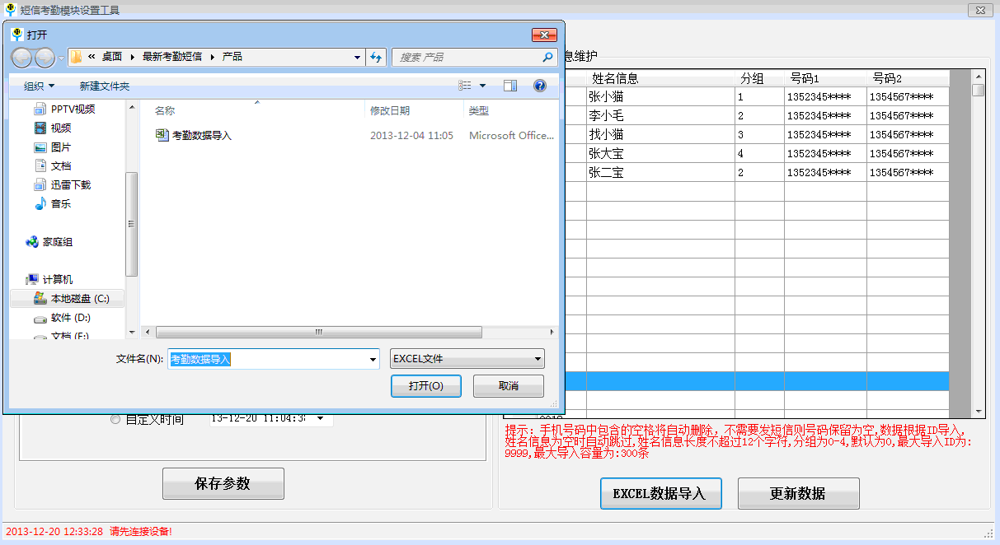 短信考勤模块设置工具
打开
« 桌面 最新考勤短信 产品
搜索 产品
组织 新建文件夹
PPTV视频
视频
图片
文档
迅雷下载
音乐
家庭组
计算机
本地磁盘 (C:)
软件 (D:)
文档 (E:)
名称 修改日期 类型
考勤数据导入 2013-12-04 11:05 Microsoft Office...
文件名(N): 考勤数据导入 EXCEL文件
打开(O) 取消
息维护
姓名信息 分组 号码1 号码2
张小猫 1 1352345**** 1354567****
李小毛 2 1352345**** 1354567****
找小猫 3 1352345**** 1354567****
张大宝 4 1352345**** 1354567****
张二宝 2 1352345**** 1354567****
自定义时间 13-12-20 11:04:3
保存参数
提示：手机号码中包含的空格将自动删除，不需要发短信则号码保留为空,数据根据ID导入,
姓名信息为空时自动跳过,姓名信息长度不超过12个字符,分组为0-4,默认为0,最大导入ID为:
9999,最大导入容量为:300条
EXCEL数据导入 更新数据
2013-12-20 12:33:28 请先连接设备!